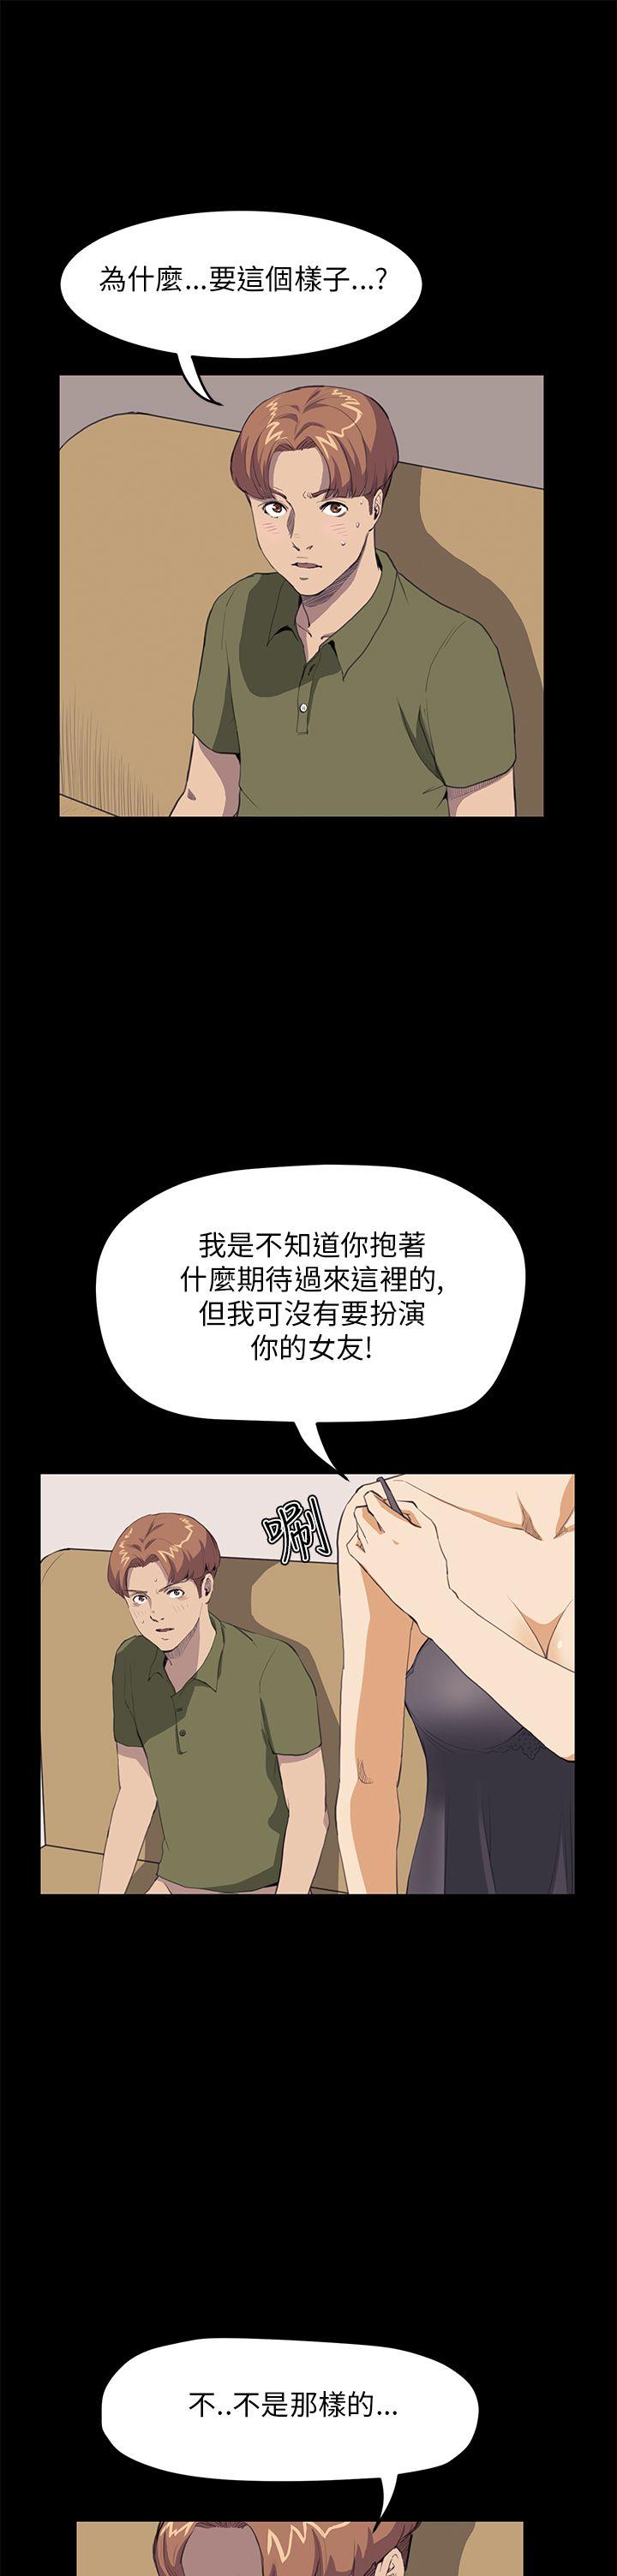 為什麼...要這個樣子...?
我是不知道你抱著
什麼期待過來這裡的,
但我可沒有要扮演
你的女友!
唰
不..不是那樣的...